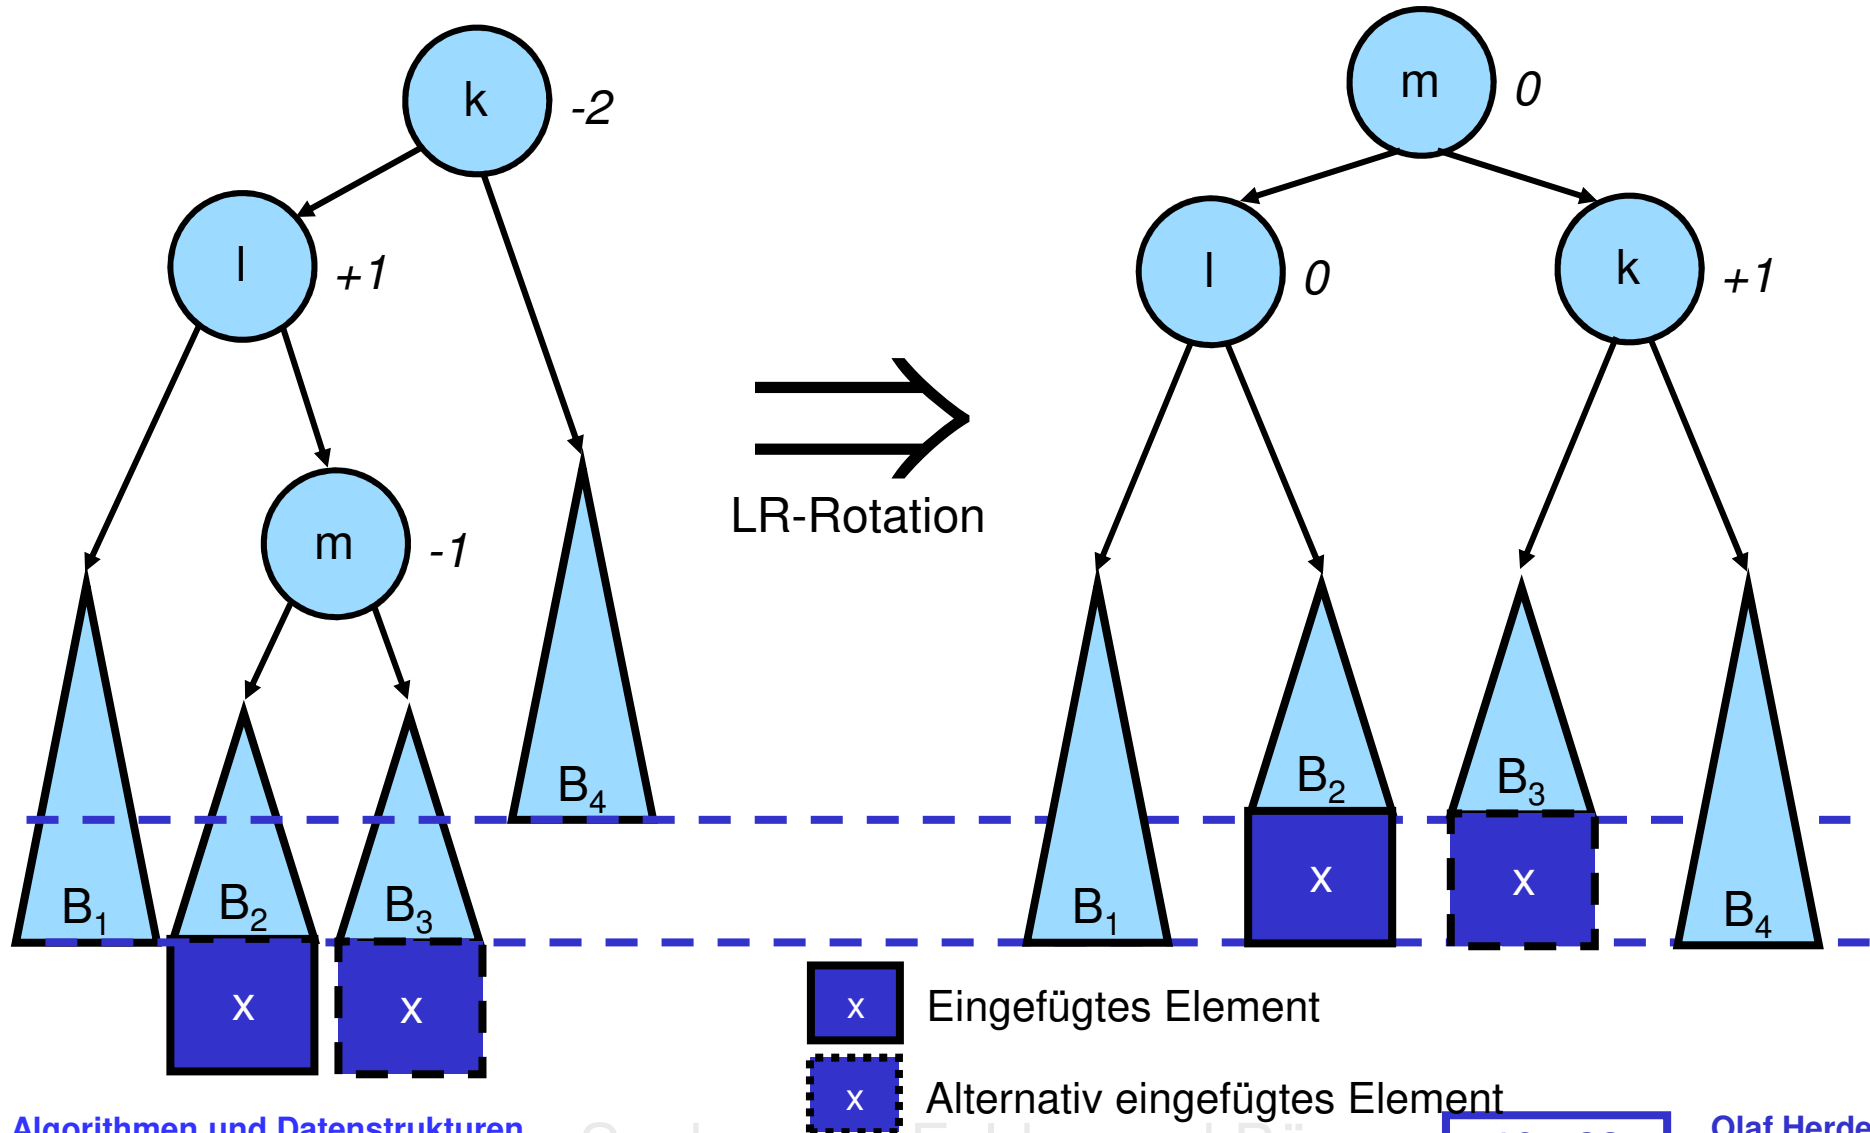 k -2
l +1
m -1
B1
B2
B3
B4
x
x
LR-Rotation
m 0
l 0
k +1
B1
B2
B3
B4
x
x
x Eingefügtes Element
x Alternativ eingefügtes Element
Algorithmen und Datenstrukturen
Olaf Herde